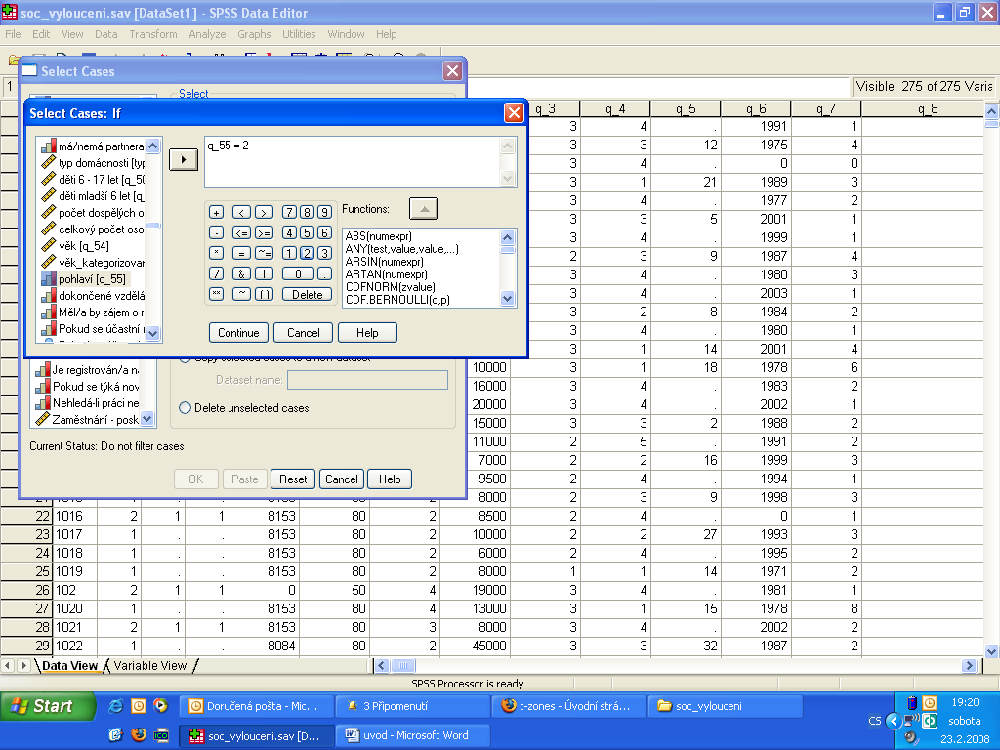 soc_vylouceni.sav [DataSet1] - SPSS Data Editor
File Edit View Data Transform Analyze Graphs Utilities Window Help
Select Cases
Select
1
Visible: 275 of 275 Varia
Select Cases: If
má/nemá partnera
typ domácnosti [typ
děti 6 - 17 let [q_50
děti mladší 6 let [q_
počet dospělých o
celkový počet oso
věk [q_54]
věk_kategorizovar
pohlaví [q_55]
dokončené vzdělá
Měl/a by zájem o r
Pokud se účastní r
q_55 = 2
+ < > 7 8 9
- <= >= 4 5 6
* = ~= 1 2 3
/ & | 0 .
** ~ ( ) Delete
Functions:
ABS(numexpr)
ANY(test,value,value,...)
ARSIN(numexpr)
ARTAN(numexpr)
CDFNORM(zvalue)
CDF.BERNOULLI(q,p)
Continue Cancel Help
Dataset name:
Delete unselected cases
Je registrován/a na
Pokud se týká nov
Nehledá-li práci ne
Zaměstnání - posk
Current Status: Do not filter cases
OK Paste Reset Cancel Help
q_3 q_4 q_5 q_6 q_7 q_8
3 4 . 1991 1
3 3 12 1975 4
3 4 . 0 0
3 1 21 1989 3
3 4 . 1977 2
3 3 5 2001 1
3 4 . 1999 1
2 3 9 1987 4
3 4 . 1980 3
3 4 . 2003 1
3 2 8 1984 2
3 4 . 1980 1
3 1 14 2001 4
10000 3 1 18 1978 6
16000 3 4 . 1983 2
20000 3 4 . 2002 1
15000 3 3 2 1988 2
11000 2 5 . 1991 2
7000 2 2 16 1999 3
9500 2 4 . 1994 1
8000 2 3 9 1998 3
22 1016 2 1 1 8153 80 2 8500 2 4 . 0 1
23 1017 1 . . 8153 80 2 10000 2 2 27 1993 3
24 1018 1 . . 8153 80 2 6000 2 4 . 1995 2
25 1019 1 . . 8153 80 2 8000 1 1 14 1971 2
26 102 2 1 1 0 50 4 19000 3 4 . 1981 1
27 1020 1 . . 8153 80 4 13000 3 1 15 1978 8
28 1021 2 1 1 8153 80 3 8000 3 4 . 2002 2
29 1022 1 . . 8084 80 2 45000 3 3 32 1987 2
Data View Variable View
SPSS Processor is ready
Start
Doručená pošta - Mic...
3 Připomenutí
t-zones - Úvodní strá...
soc_vylouceni
soc_vylouceni.sav [D...
uvod - Microsoft Word
CS
19:20
sobota
23.2.2008